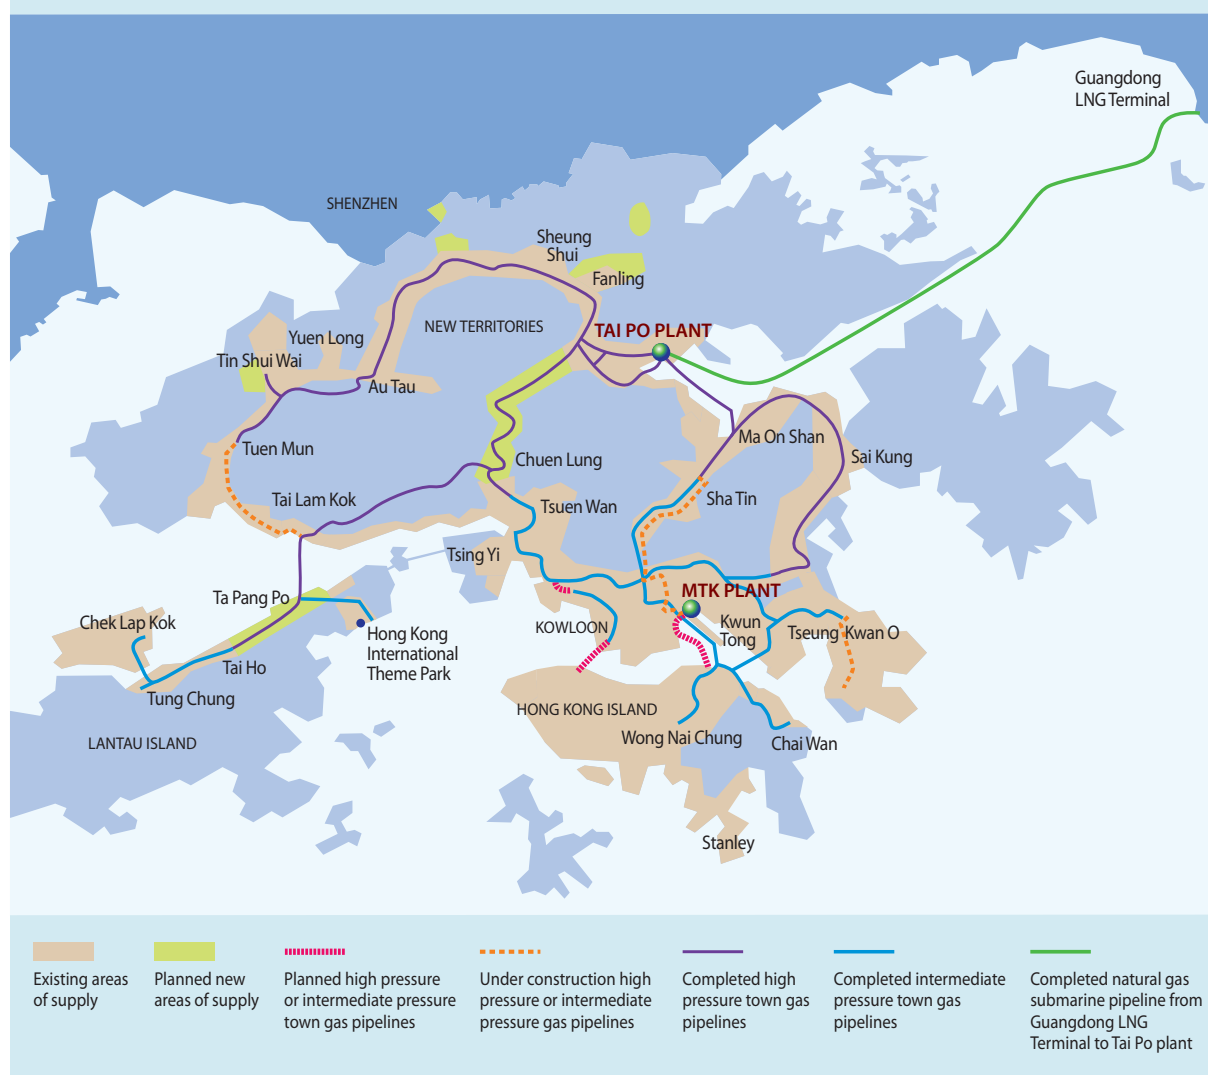 Guangdong
LNG Terminal
SHENZHEN
Sheung
Shui
Fanling
NEW TERRITORIES
TAI PO PLANT
Yuen Long
Tin Shui Wai
Au Tau
Ma On Shan
Tuen Mun
Sai Kung
Chuen Lung
Tai Lam Kok
Sha Tin
Tsuen Wan
Tsing Yi
MTK PLANT
Ta Pang Po
Chek Lap Kok
Kwun
Tong
KOWLOON
Tseung Kwan O
Hong Kong
International
Theme Park
Tai Ho
Tung Chung
HONG KONG ISLAND
LANTAU ISLAND
Wong Nai Chung
Chai Wan
Stanley
Existing areas
of supply
Planned new
areas of supply
Planned high pressure
or intermediate pressure
town gas pipelines
Under construction high
pressure or intermediate
pressure gas pipelines
Completed high
pressure town gas
pipelines
Completed intermediate
pressure town gas
pipelines
Completed natural gas
submarine pipeline from
Guangdong LNG
Terminal to Tai Po plant